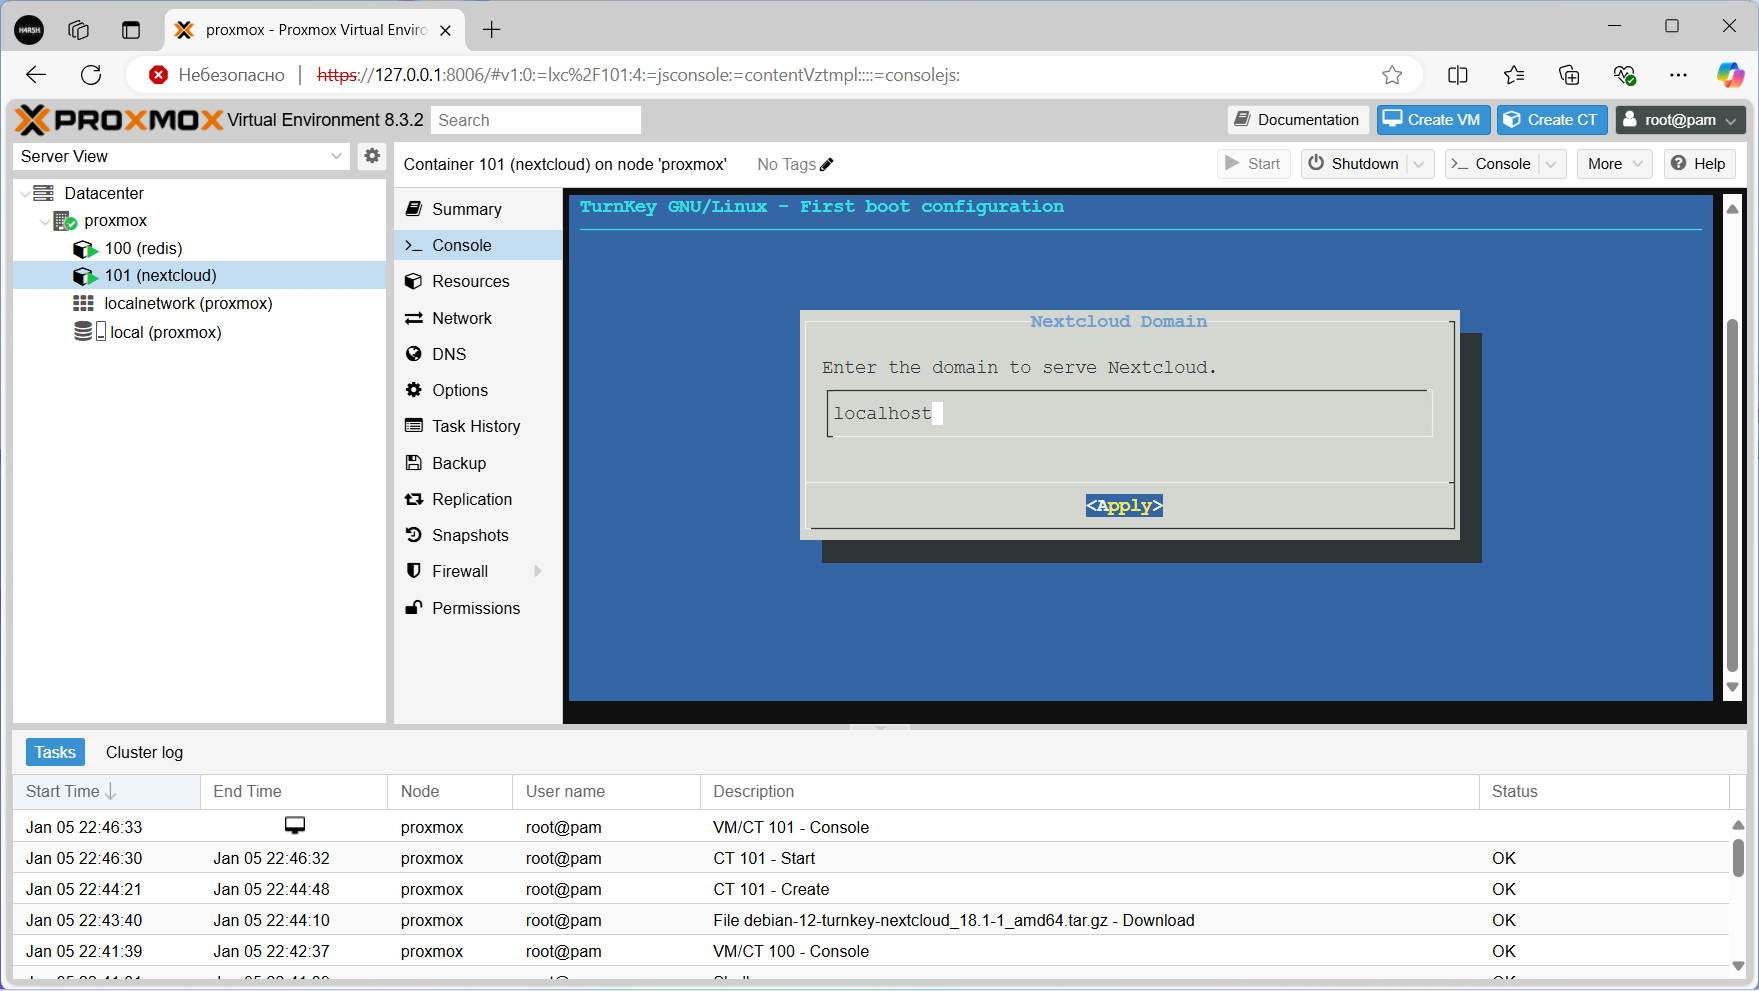 HARSH
proxmox - Proxmox Virtual Enviro
Небезопасно
https://127.0.0.1:8006/#v1:0:=lxc%2F101:4:=jsconsole:=contentVztmpl::::=consolejs:
PROXMOX Virtual Environment 8.3.2
Search
Documentation
Create VM
Create CT
root@pam
Server View
Container 101 (nextcloud) on node 'proxmox'
No Tags
Start
Shutdown
Console
More
Help
Datacenter
proxmox
100 (redis)
101 (nextcloud)
localnetwork (proxmox)
local (proxmox)
Summary
Console
Resources
Network
DNS
Options
Task History
Backup
Replication
Snapshots
Firewall
Permissions
TurnKey GNU/Linux - First boot configuration
Nextcloud Domain
Enter the domain to serve Nextcloud.
localhost
<Apply>
Tasks
Cluster log
Start Time End Time Node User name Description Status
Jan 05 22:46:33 proxmox root@pam VM/CT 101 - Console
Jan 05 22:46:30 Jan 05 22:46:32 proxmox root@pam CT 101 - Start OK
Jan 05 22:44:21 Jan 05 22:44:48 proxmox root@pam CT 101 - Create OK
Jan 05 22:43:40 Jan 05 22:44:10 proxmox root@pam File debian-12-turnkey-nextcloud_18.1-1_amd64.tar.gz - Download OK
Jan 05 22:41:39 Jan 05 22:42:37 proxmox root@pam VM/CT 100 - Console OK